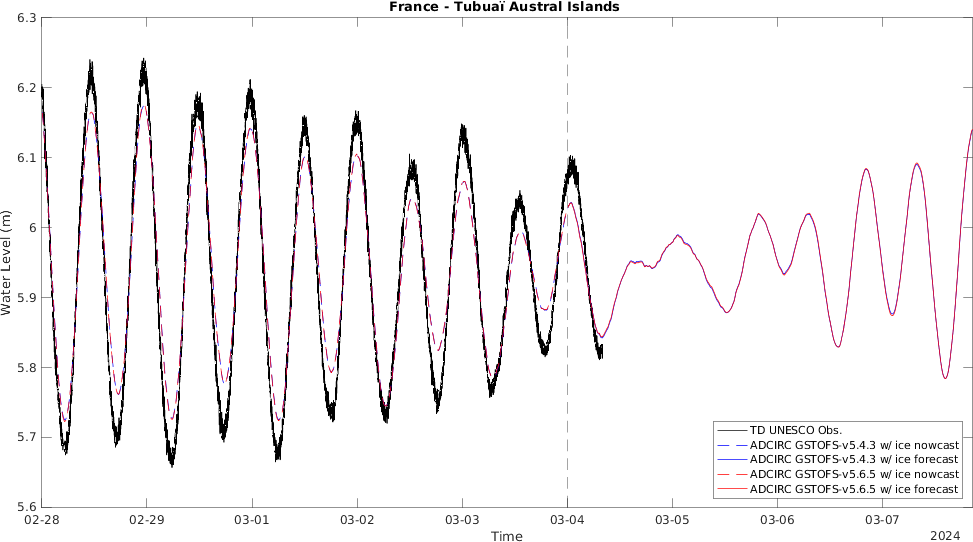 France - Tubuaï Austral Islands
Water Level (m)
6.3
6.2
6.1
6
5.9
5.8
5.7
5.6
02-28
02-29
03-01
03-02
03-03
03-04
03-05
03-06
03-07
Time
2024
TD UNESCO Obs.
ADCIRC GSTOFS-v5.4.3 w/ ice nowcast
ADCIRC GSTOFS-v5.4.3 w/ ice forecast
ADCIRC GSTOFS-v5.6.5 w/ ice nowcast
ADCIRC GSTOFS-v5.6.5 w/ ice forecast